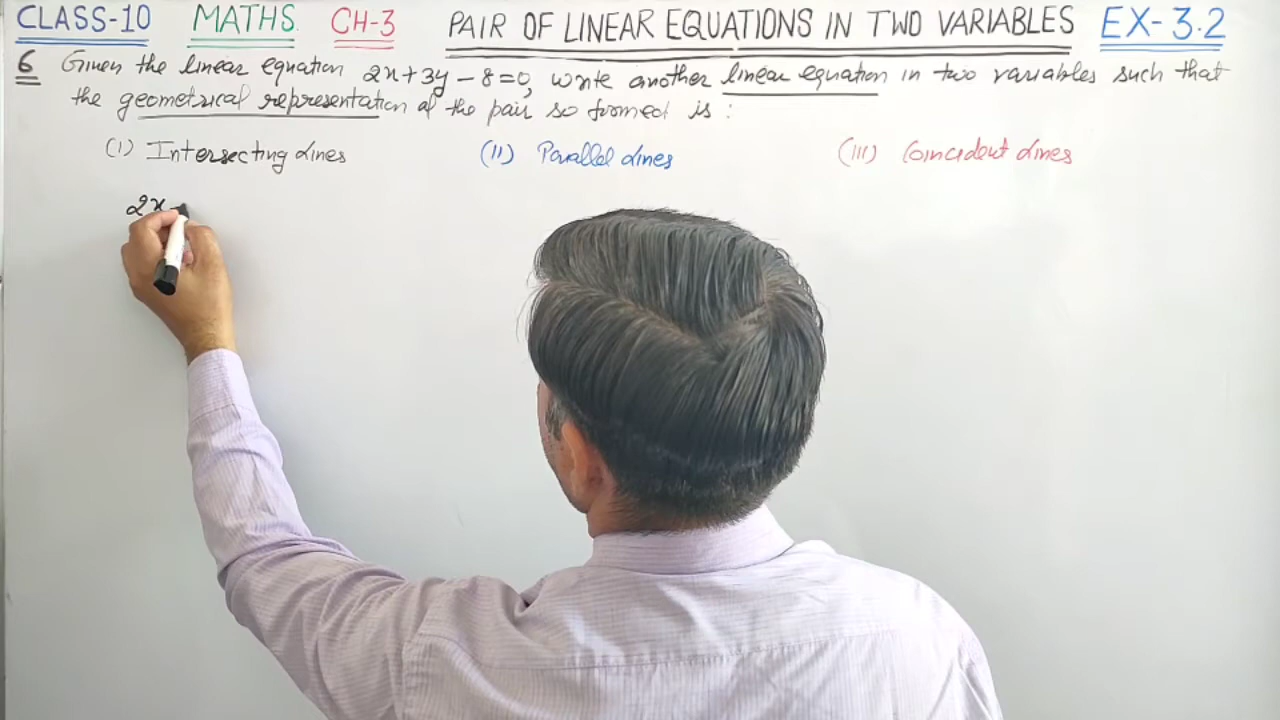 CLASS-10 MATHS CH-3 PAIR OF LINEAR EQUATIONS IN TWO VARIABLES EX-3.2
6 Given the linear equation 2x+3y-8=0, write another linear equation in two variables such that
the geometrical representation of the pair so formed is:
(I) Intersecting Lines (II) Parallel Lines (III) Coincident Lines
2x -